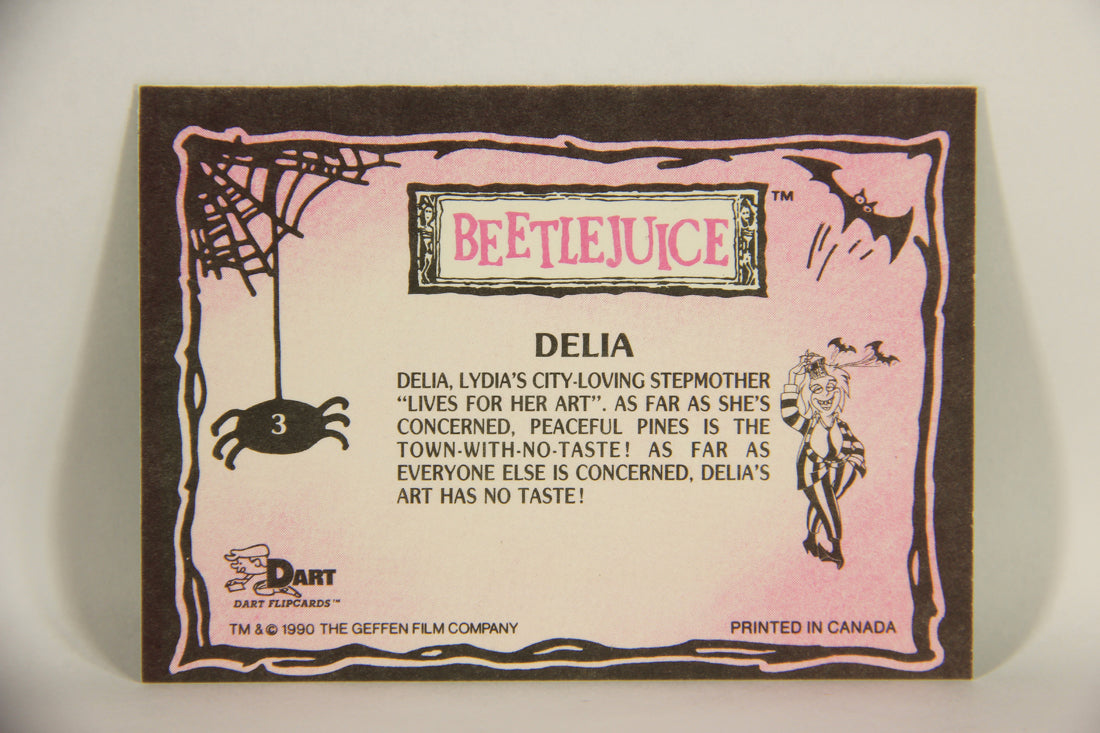 BEETLEJUICE ™
DELIA
DELIA, LYDIA'S CITY-LOVING STEPMOTHER
"LIVES FOR HER ART". AS FAR AS SHE'S
CONCERNED, PEACEFUL PINES IS THE
TOWN-WITH-NO-TASTE! AS FAR AS
EVERYONE ELSE IS CONCERNED, DELIA'S
ART HAS NO TASTE!
3
DART
DART FLIPCARDS™
TM & © 1990 THE GEFFEN FILM COMPANY
PRINTED IN CANADA